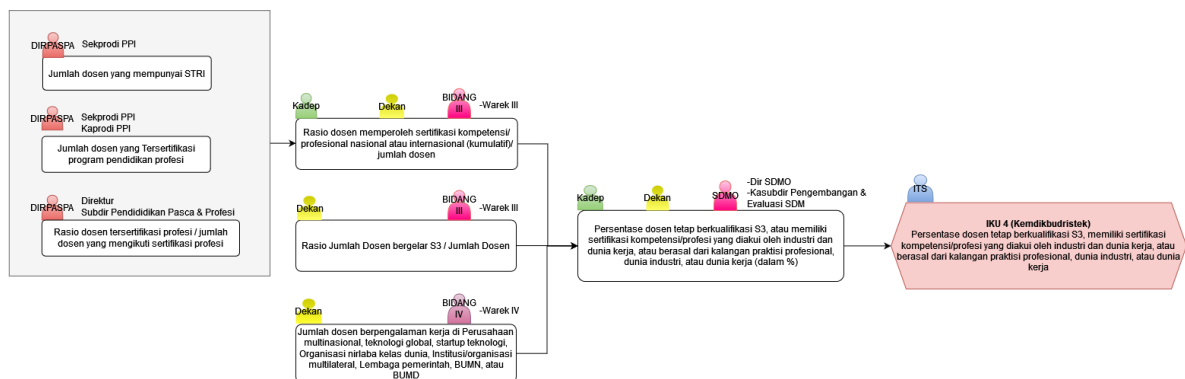 DIRPASPA
Sekprodi PPI
Jumlah dosen yang mempunyai STRI
DIRPASPA
Sekprodi PPI
Kaprodi PPI
Jumlah dosen yang Tersertifikasi
program pendidikan profesi
DIRPASPA
Direktur
Subdir Pendididikan Pasca & Profesi
Rasio dosen tersertifikasi profesi / jumlah
dosen yang mengikuti sertifikasi profesi
Kadep
Dekan
BIDANG
III
-Warek III
Rasio dosen memperoleh sertifikasi kompetensi/
profesional nasional atau internasional (kumulatif)/
jumlah dosen
Dekan
BIDANG
III
-Warek III
Rasio Jumlah Dosen bergelar S3 / Jumlah Dosen
Dekan
BIDANG
IV
-Warek IV
Jumlah dosen berpengalaman kerja di Perusahaan
multinasional, teknologi global, startup teknologi,
Organisasi nirlaba kelas dunia, Institusi/organisasi
multilateral, Lembaga pemerintah, BUMN, atau
BUMD
Kadep
Dekan
SDMO
-Dir SDMO
-Kasubdir Pengembangan &
Evaluasi SDM
Persentase dosen tetap berkualifikasi S3, atau memiliki
sertifikasi kompetensi/profesi yang diakui oleh industri dan
dunia kerja, atau berasal dari kalangan praktisi profesional,
dunia industri, atau dunia kerja (dalam %)
ITS
IKU 4 (Kemdikbudristek)
Persentase dosen tetap berkualifikasi S3, memiliki sertifikasi
kompetensi/profesi yang diakui oleh industri dan dunia kerja, atau
berasal dari kalangan praktisi profesional, dunia industri, atau dunia
kerja